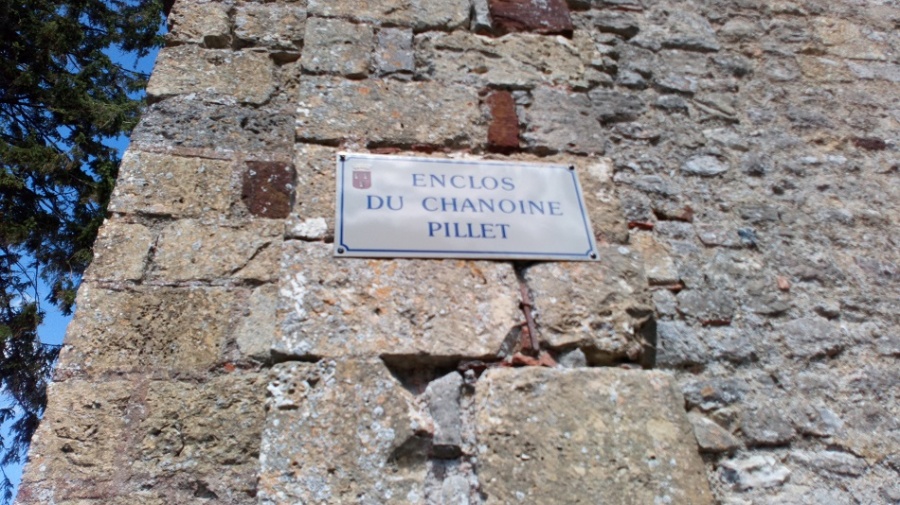 ENCLOS
DU CHANOINE
PILLET